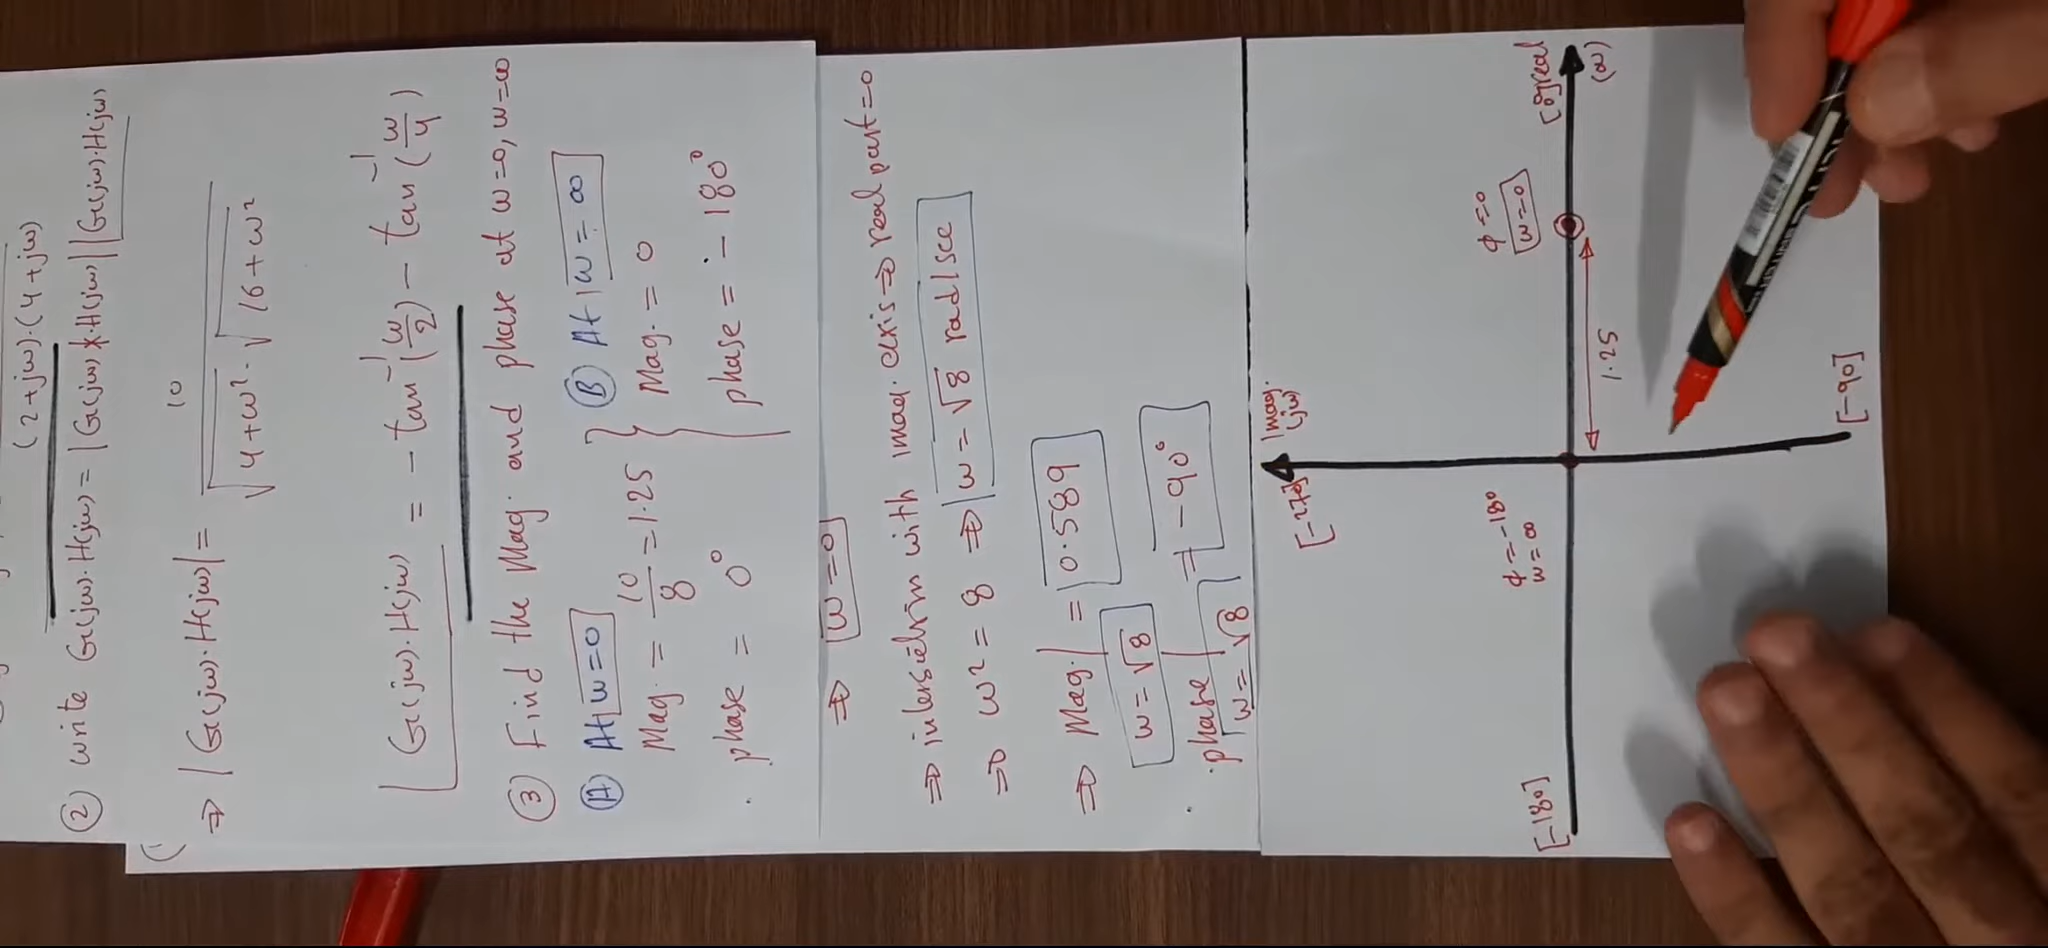 (2+jω)·(4+jω)
② write G(jω)·H(jω) = |G(jω)·H(jω)| ∠G(jω)·H(jω)
⇒ |G(jω)·H(jω)| = 10 / √4+ω² · √16+ω²
∠G(jω)·H(jω) = - tan⁻¹(ω/2) - tan⁻¹(ω/4)
③ Find the Mag. and phase at ω=0, ω=∞
Ⓐ At ω=0
Mag. = 10/8 = 1.25
phase = 0°
Ⓑ At ω=∞
Mag. = 0
phase = -180°
⇒ ω=0
⇒ intersection with imag. axis → real part=0
⇒ ω² = 8 ⇒ ω = √8 rad/sce
⇒ Mag.| ω=√8 = 0.589
phase| ω=√8 = -90°
Imag.
(jω)
[-270]
[0] real
(α)
ϕ=0
ω=0
1.25
ϕ=-180°
ω=∞
[-180]
[-90]